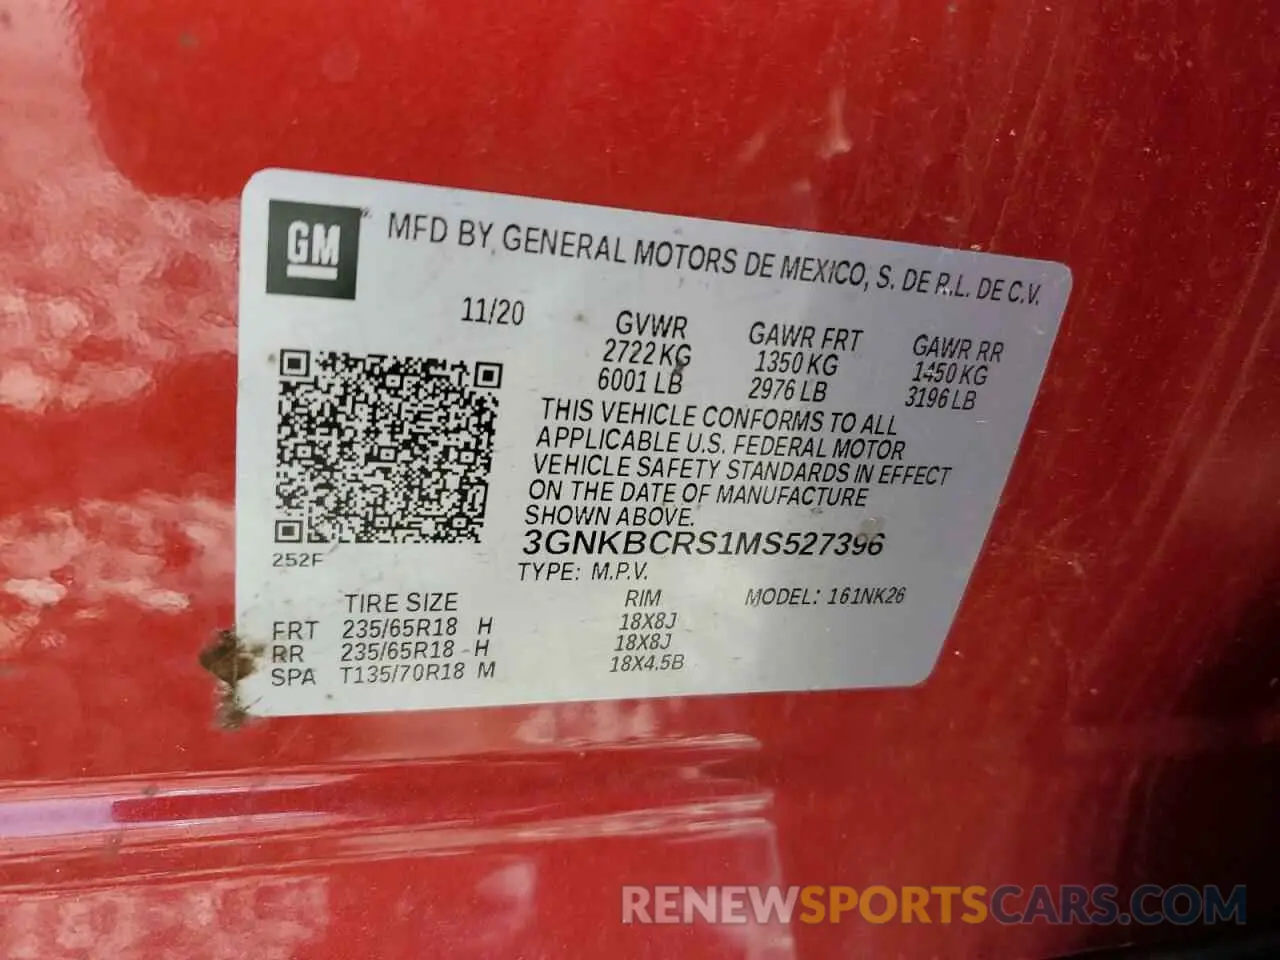 GM
MFD BY GENERAL MOTORS DE MEXICO, S. DE R.L. DE C.V.
11/20
GVWR GAWR FRT GAWR RR
2722 KG 1350 KG 1450 KG
6001 LB 2976 LB 3196 LB
THIS VEHICLE CONFORMS TO ALL
APPLICABLE U.S. FEDERAL MOTOR
VEHICLE SAFETY STANDARDS IN EFFECT
ON THE DATE OF MANUFACTURE
SHOWN ABOVE.
3GNKBCRS1MS527396
252F
TYPE: M.P.V. MODEL: 161NK26
TIRE SIZE RIM
FRT 235/65R18 H 18X8J
RR 235/65R18 H 18X8J
SPA T135/70R18 M 18X4.5B
RENEWSPORTSCARS.COM